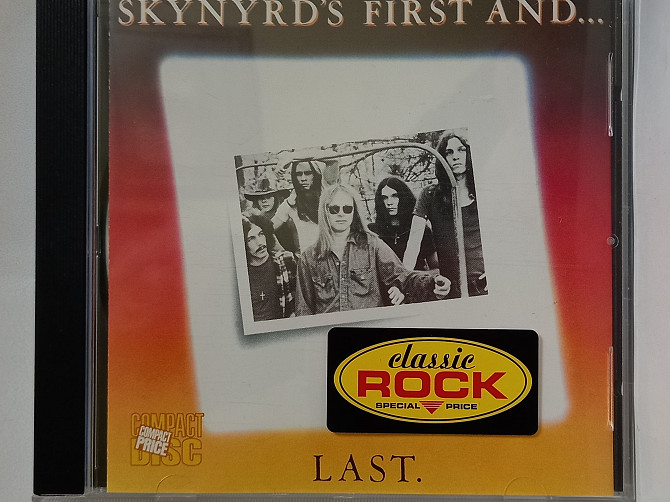 SKYNYRD'S FIRST AND...
classic
ROCK
SPECIAL PRICE
COMPACT
COMPACT
PRICE
DISC
LAST.